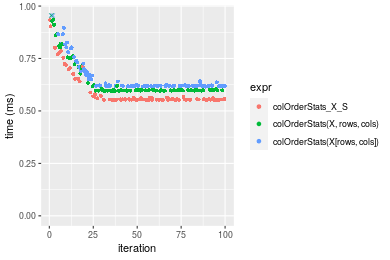 1.00
0.75
0.50
0.25
0.00
time (ms)
0
25
50
75
100
iteration
expr
colOrderStats_X_S
colOrderStats(X, rows, cols)
colOrderStats(X[rows, cols])